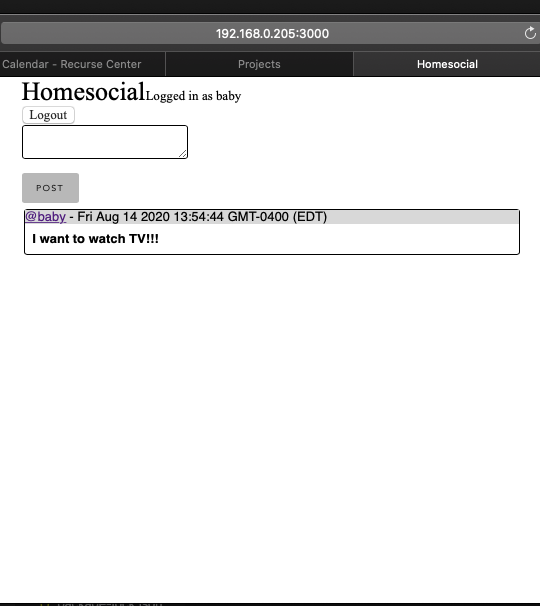 192.168.0.205:3000
Calendar - Recurse Center Projects Homesocial
HomesocialLogged in as baby
Logout
POST
@baby - Fri Aug 14 2020 13:54:44 GMT-0400 (EDT)
I want to watch TV!!!